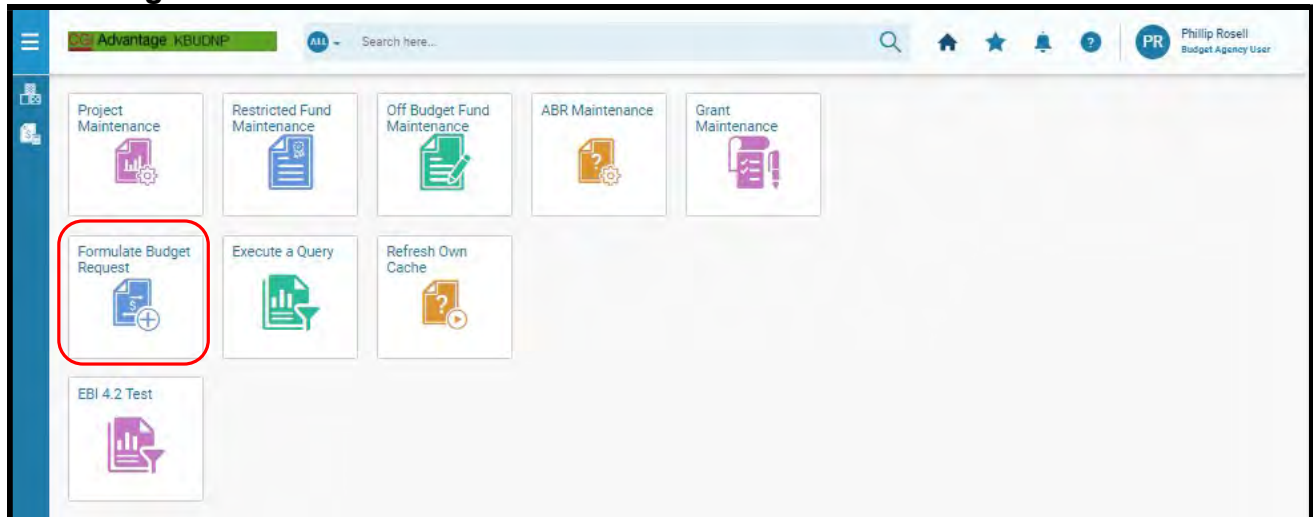 CGI Advantage KBUDNP
ALL
Search here...
PR
Phillip Rosell
Budget Agency User
Project
Maintenance
Restricted Fund
Maintenance
Off Budget Fund
Maintenance
ABR Maintenance
Grant
Maintenance
Formulate Budget
Request
Execute a Query
Refresh Own
Cache
EBI 4.2 Test